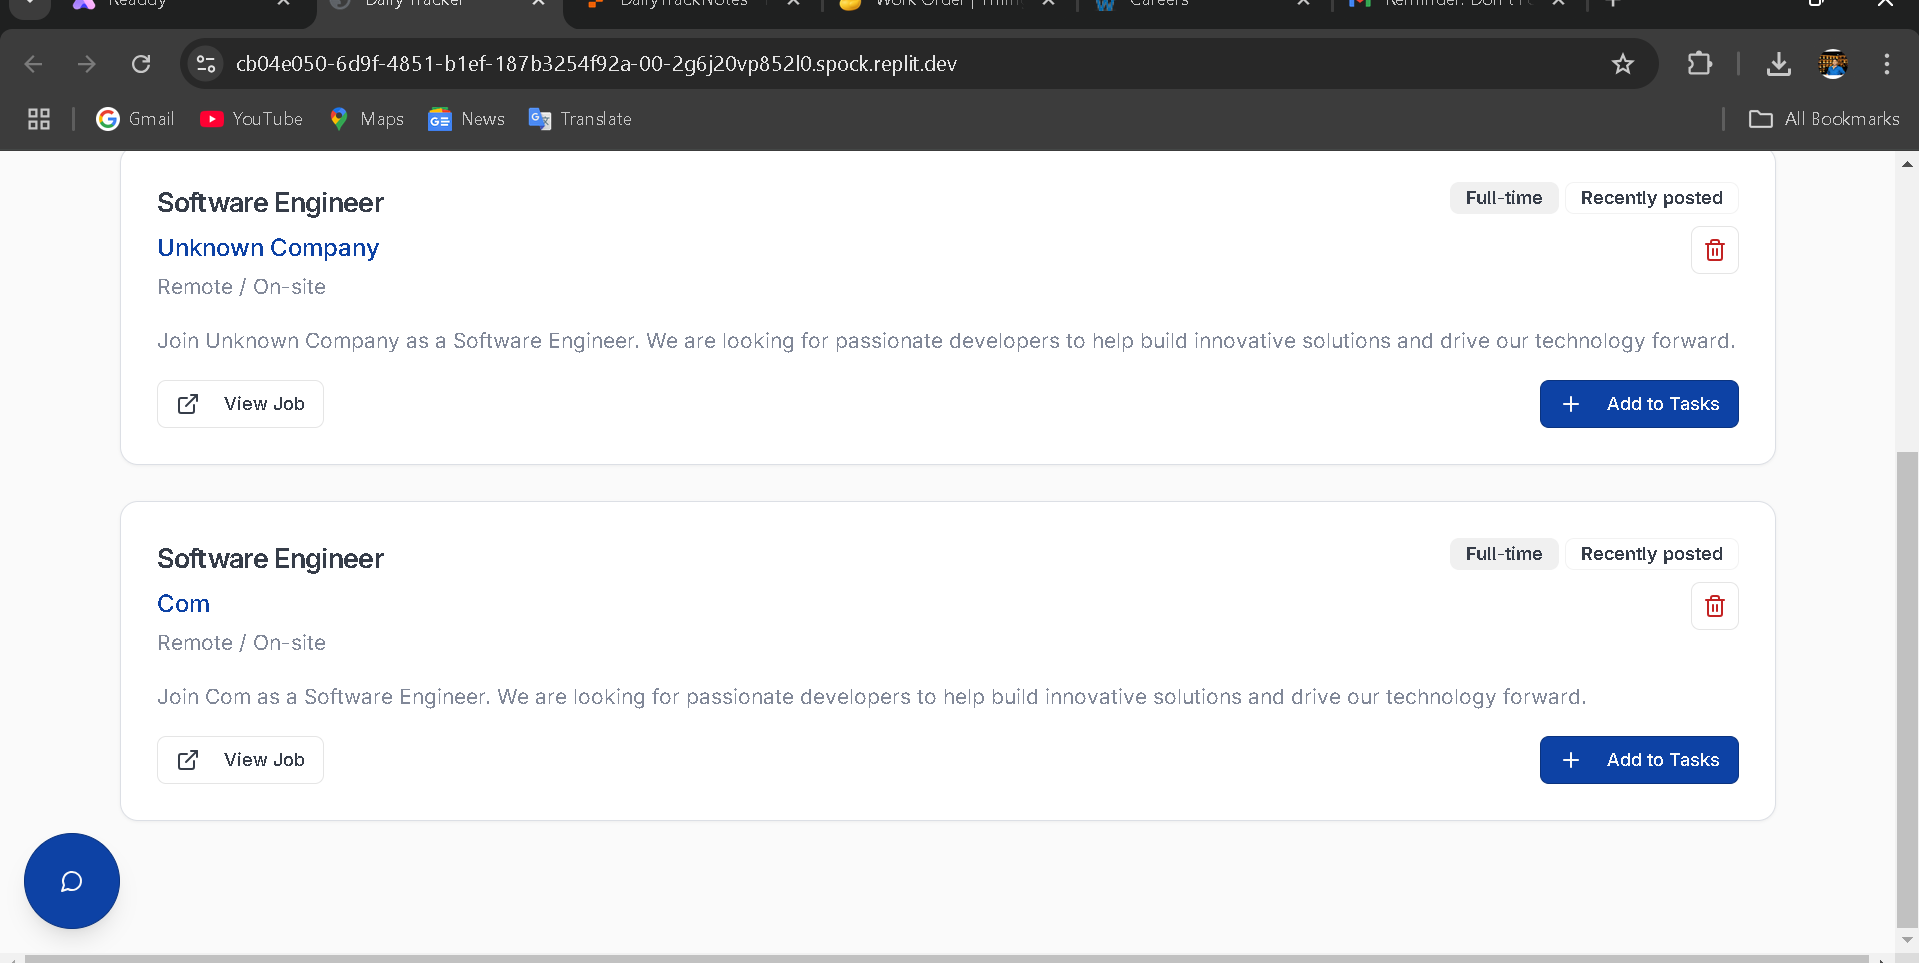 Readdy
Daily Tracker
DailyTrackNotes
Work Order | Thin
Careers
Reminder: Don't F
cb04e050-6d9f-4851-b1ef-187b3254f92a-00-2g6j20vp852l0.spock.replit.dev
Gmail
YouTube
Maps
News
Translate
All Bookmarks
Software Engineer
Full-time
Recently posted
Unknown Company
Remote / On-site
Join Unknown Company as a Software Engineer. We are looking for passionate developers to help build innovative solutions and drive our technology forward.
View Job
Add to Tasks
Software Engineer
Full-time
Recently posted
Com
Remote / On-site
Join Com as a Software Engineer. We are looking for passionate developers to help build innovative solutions and drive our technology forward.
View Job
Add to Tasks